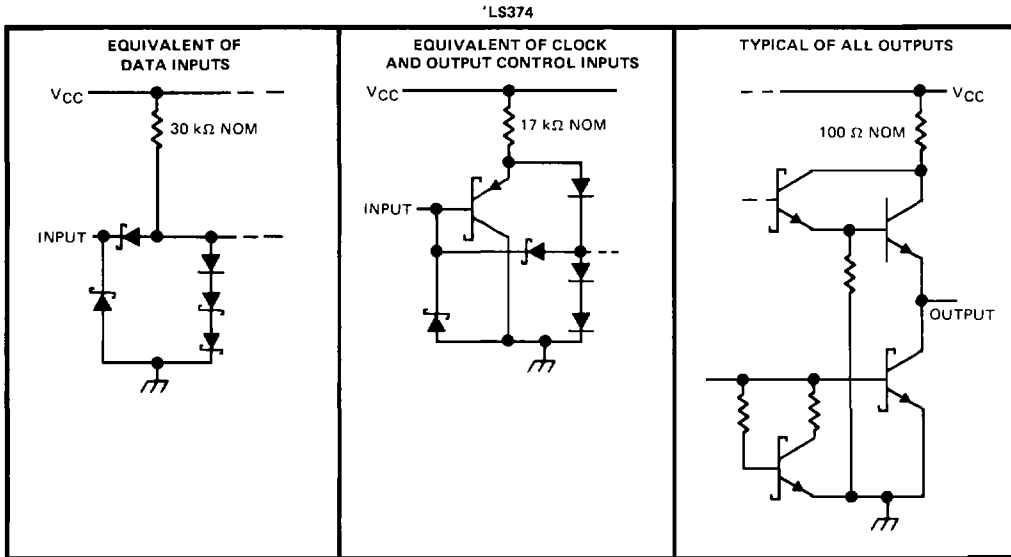 'LS374
EQUIVALENT OF
DATA INPUTS
VCC
30 kΩ NOM
INPUT
EQUIVALENT OF CLOCK
AND OUTPUT CONTROL INPUTS
VCC
17 kΩ NOM
INPUT
TYPICAL OF ALL OUTPUTS
VCC
100 Ω NOM
OUTPUT